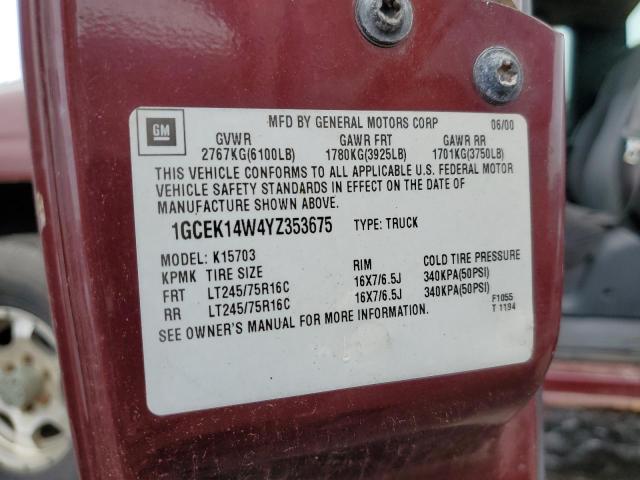 GM
MFD BY GENERAL MOTORS CORP 06/00
GVWR GAWR FRT GAWR RR
2767KG(6100LB) 1780KG(3925LB) 1701KG(3750LB)
THIS VEHICLE CONFORMS TO ALL APPLICABLE U.S. FEDERAL MOTOR
VEHICLE SAFETY STANDARDS IN EFFECT ON THE DATE OF
MANUFACTURE SHOWN ABOVE.
1GCEK14W4YZ353675 TYPE: TRUCK
MODEL: K15703
KPMK TIRE SIZE RIM COLD TIRE PRESSURE
FRT LT245/75R16C 16X7/6.5J 340KPA(50PSI)
RR LT245/75R16C 16X7/6.5J 340KPA(50PSI)
SEE OWNER'S MANUAL FOR MORE INFORMATION.
F1055
T1194